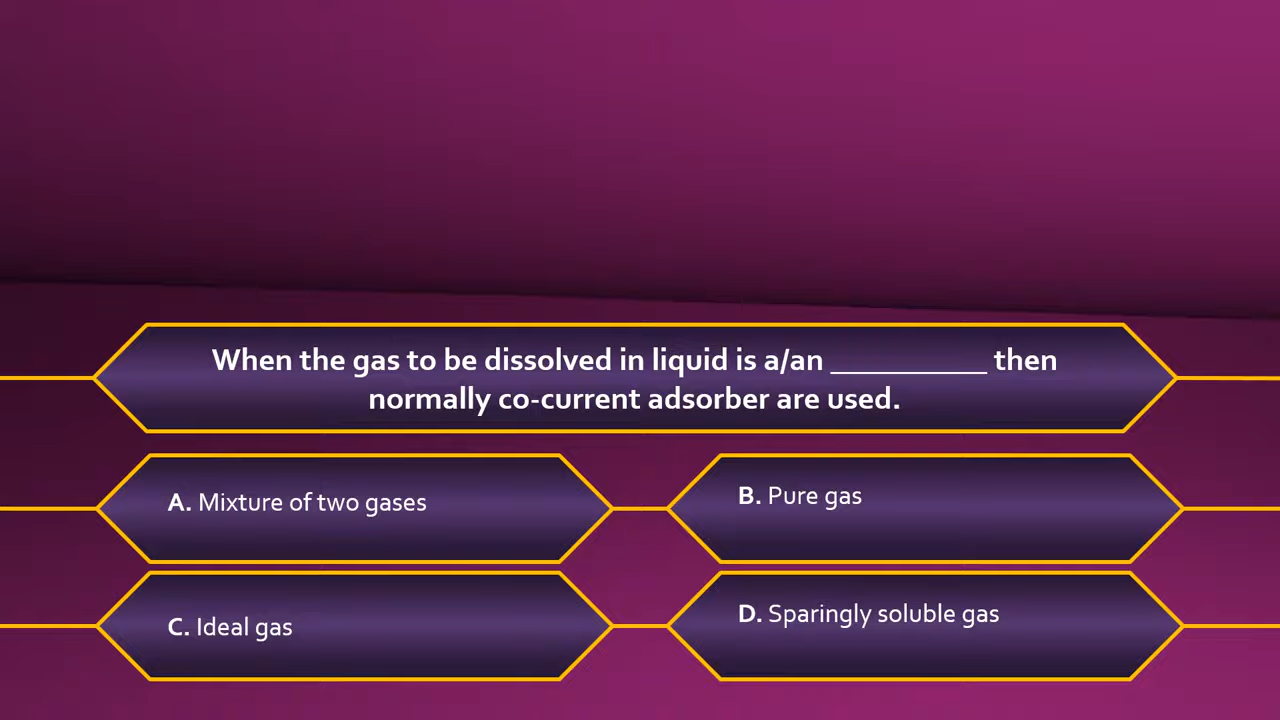 When the gas to be dissolved in liquid is a/an ___________ then
normally co-current adsorber are used.
A. Mixture of two gases
B. Pure gas
C. Ideal gas
D. Sparingly soluble gas